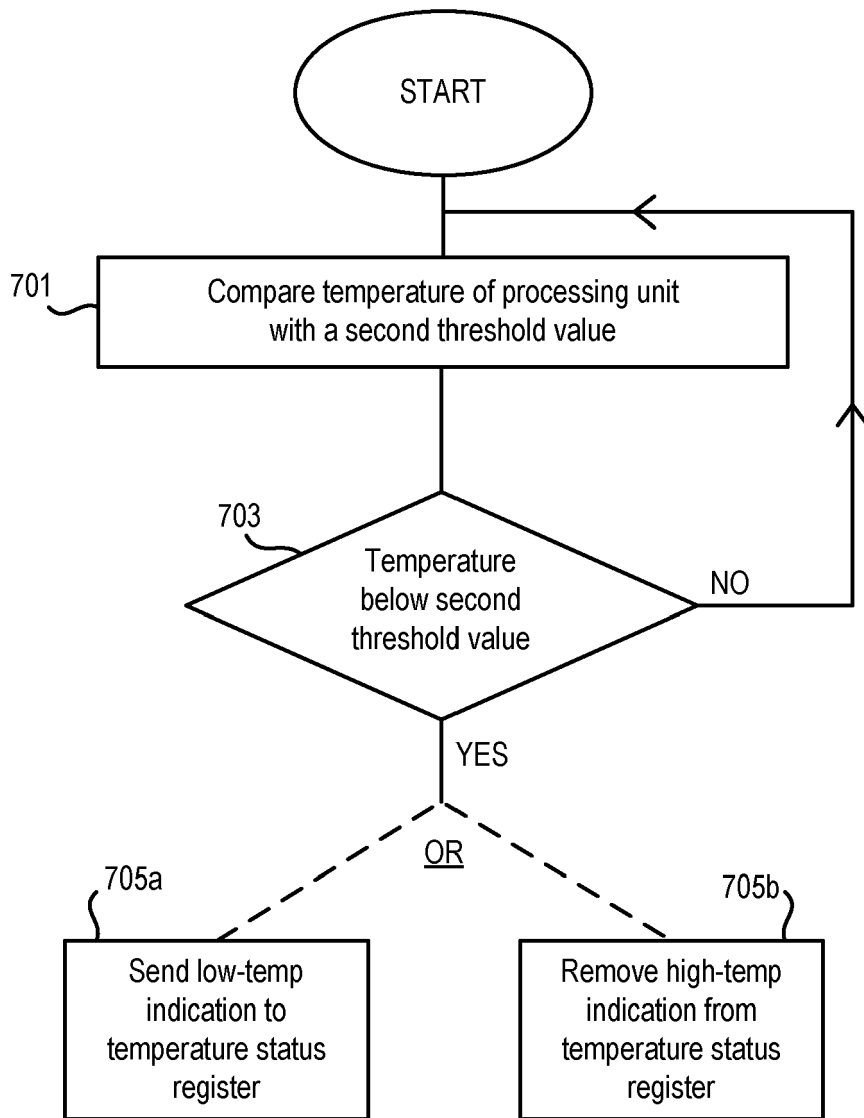 START
701
Compare temperature of processing unit
with a second threshold value
703
Temperature
below second
threshold value
NO
YES
OR
705a
705b
Send low-temp
indication to
temperature status
register
Remove high-temp
indication from
temperature status
register